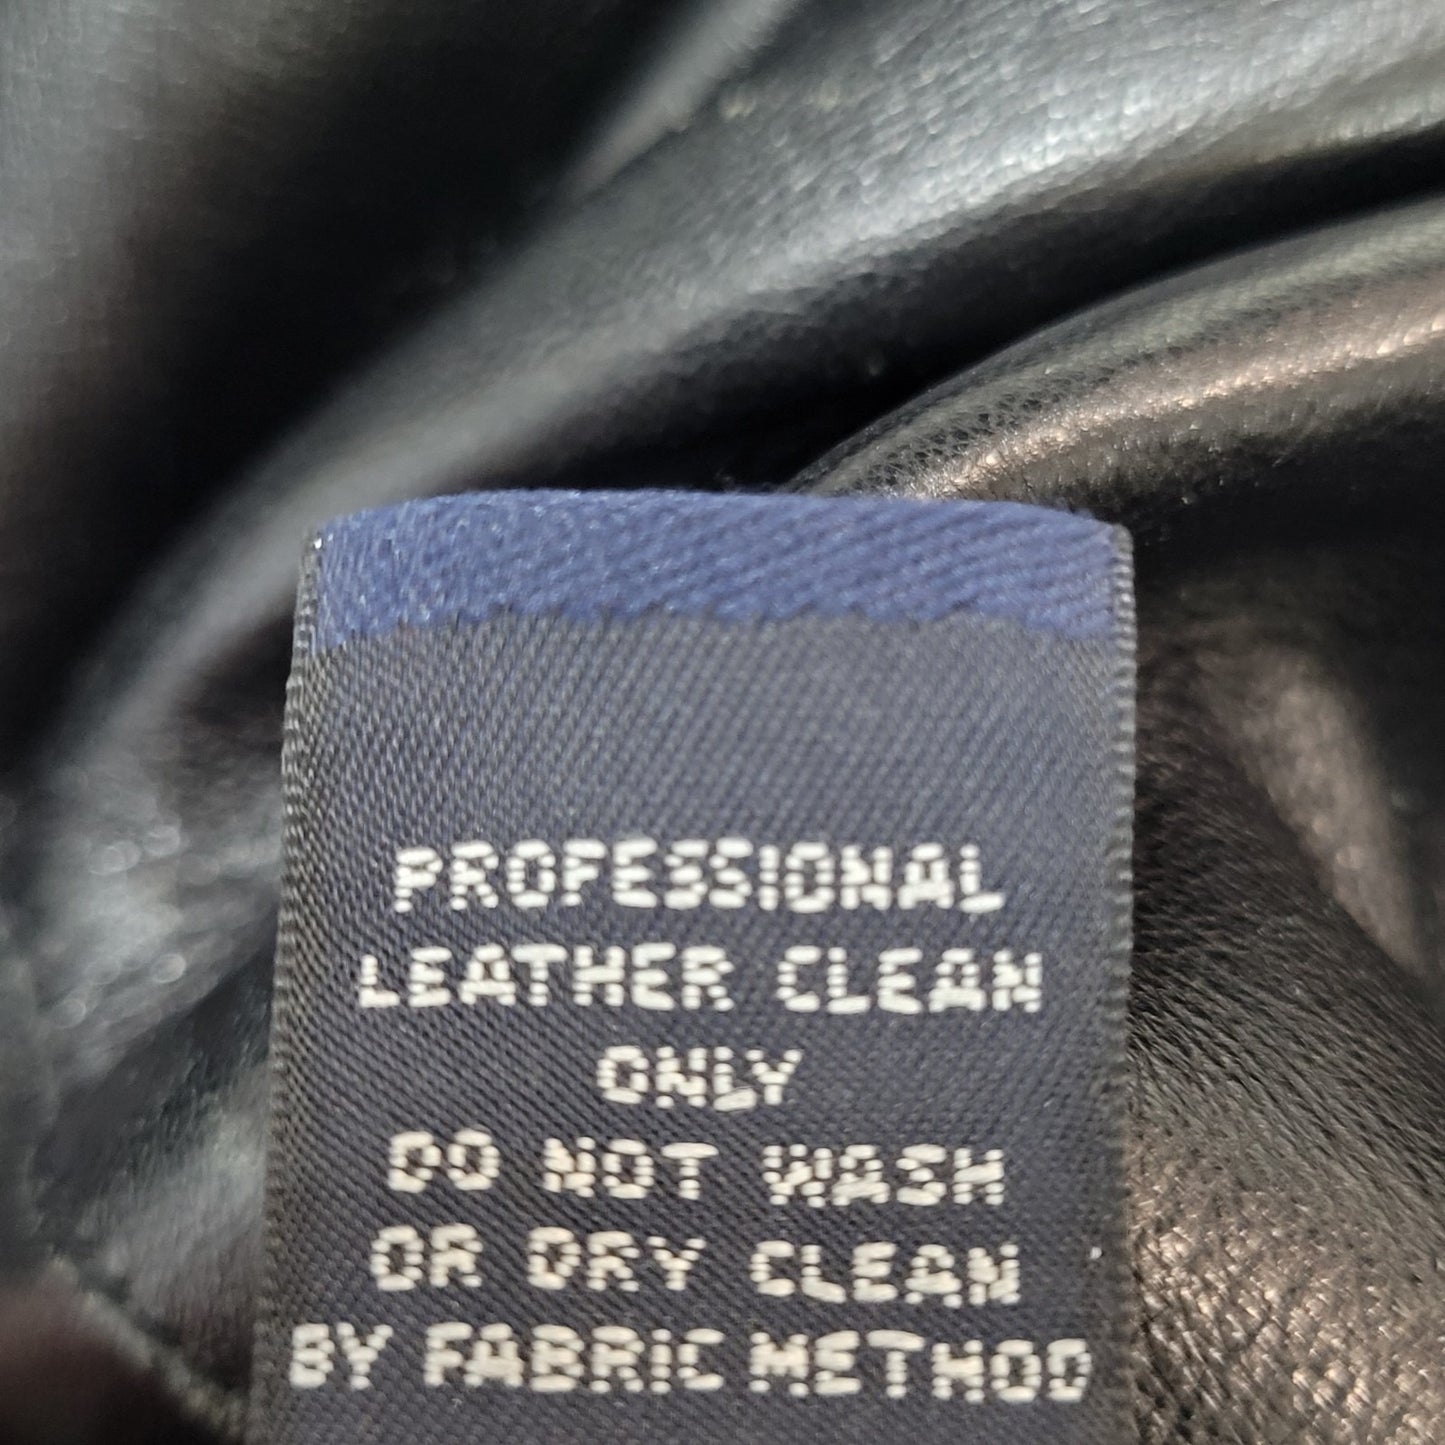 PROFESSIONAL
LEATHER CLEAN
ONLY
DO NOT WASH
OR DRY CLEAN
BY FABRIC METHOD